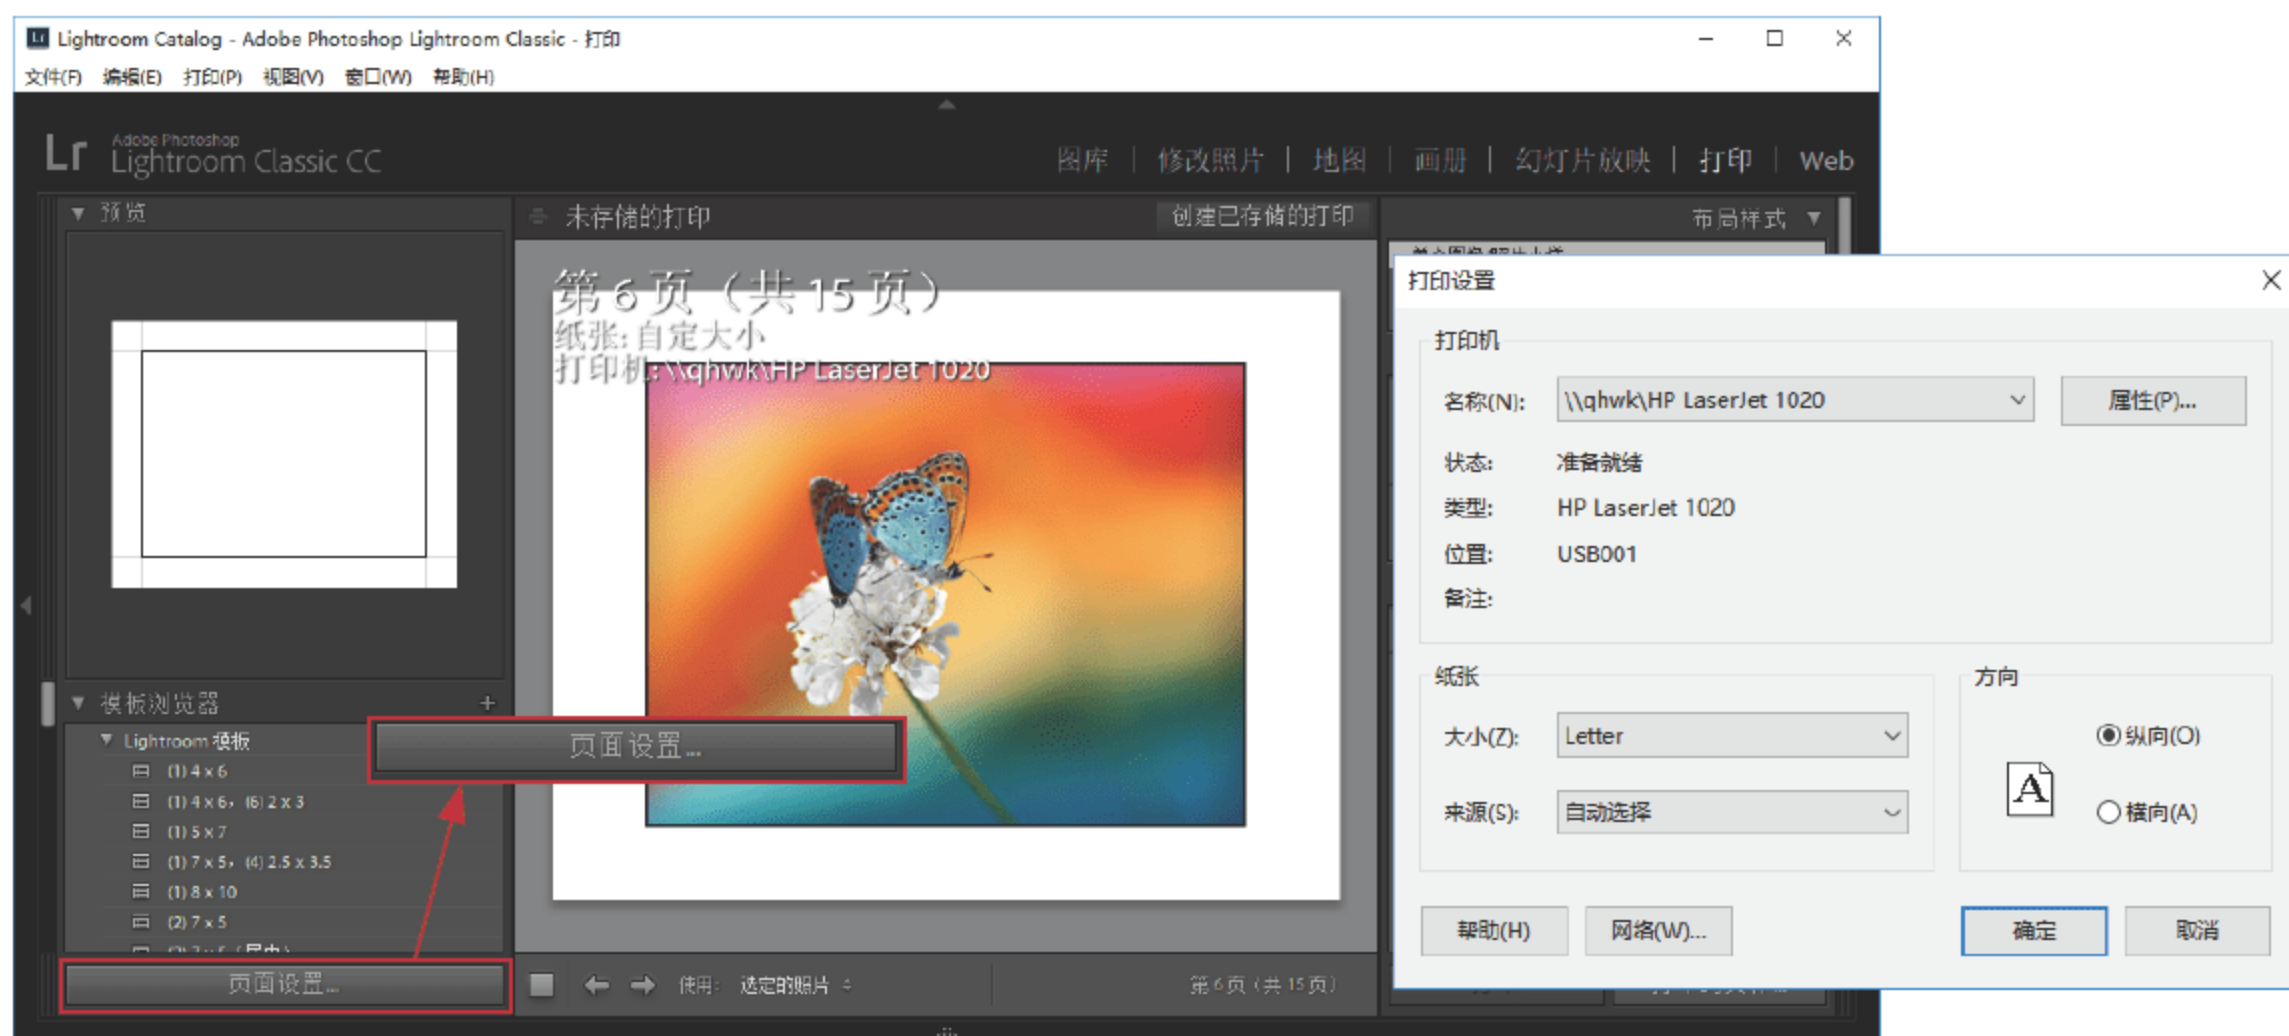 Lightroom Catalog - Adobe Photoshop Lightroom Classic - 打印
文件(F) 编辑(E) 打印(P) 视图(V) 窗口(W) 帮助(H)
Lr Adobe Photoshop
Lightroom Classic CC
图库 | 修改照片 | 地图 | 画册 | 幻灯片放映 | 打印 | Web
预览
未存储的打印
创建已存储的打印
布局样式
第 6 页（共 15 页）
纸张: 自定大小
打印机: \\qhwk\HP LaserJet 1020
模板浏览器 +
Lightroom 模板
(1) 4 x 6
(1) 4 x 6，(6) 2 x 3
(1) 5 x 7
(1) 7 x 5，(4) 2.5 x 3.5
(1) 8 x 10
(2) 7 x 5
页面设置...
页面设置...
使用: 选定的照片
第 6 页（共 15 页）
打印设置
打印机
名称(N): \\qhwk\HP LaserJet 1020 属性(P)...
状态: 准备就绪
类型: HP LaserJet 1020
位置: USB001
备注:
纸张
大小(Z): Letter
来源(S): 自动选择
方向
纵向(O)
A
横向(A)
帮助(H) 网络(W)... 确定 取消